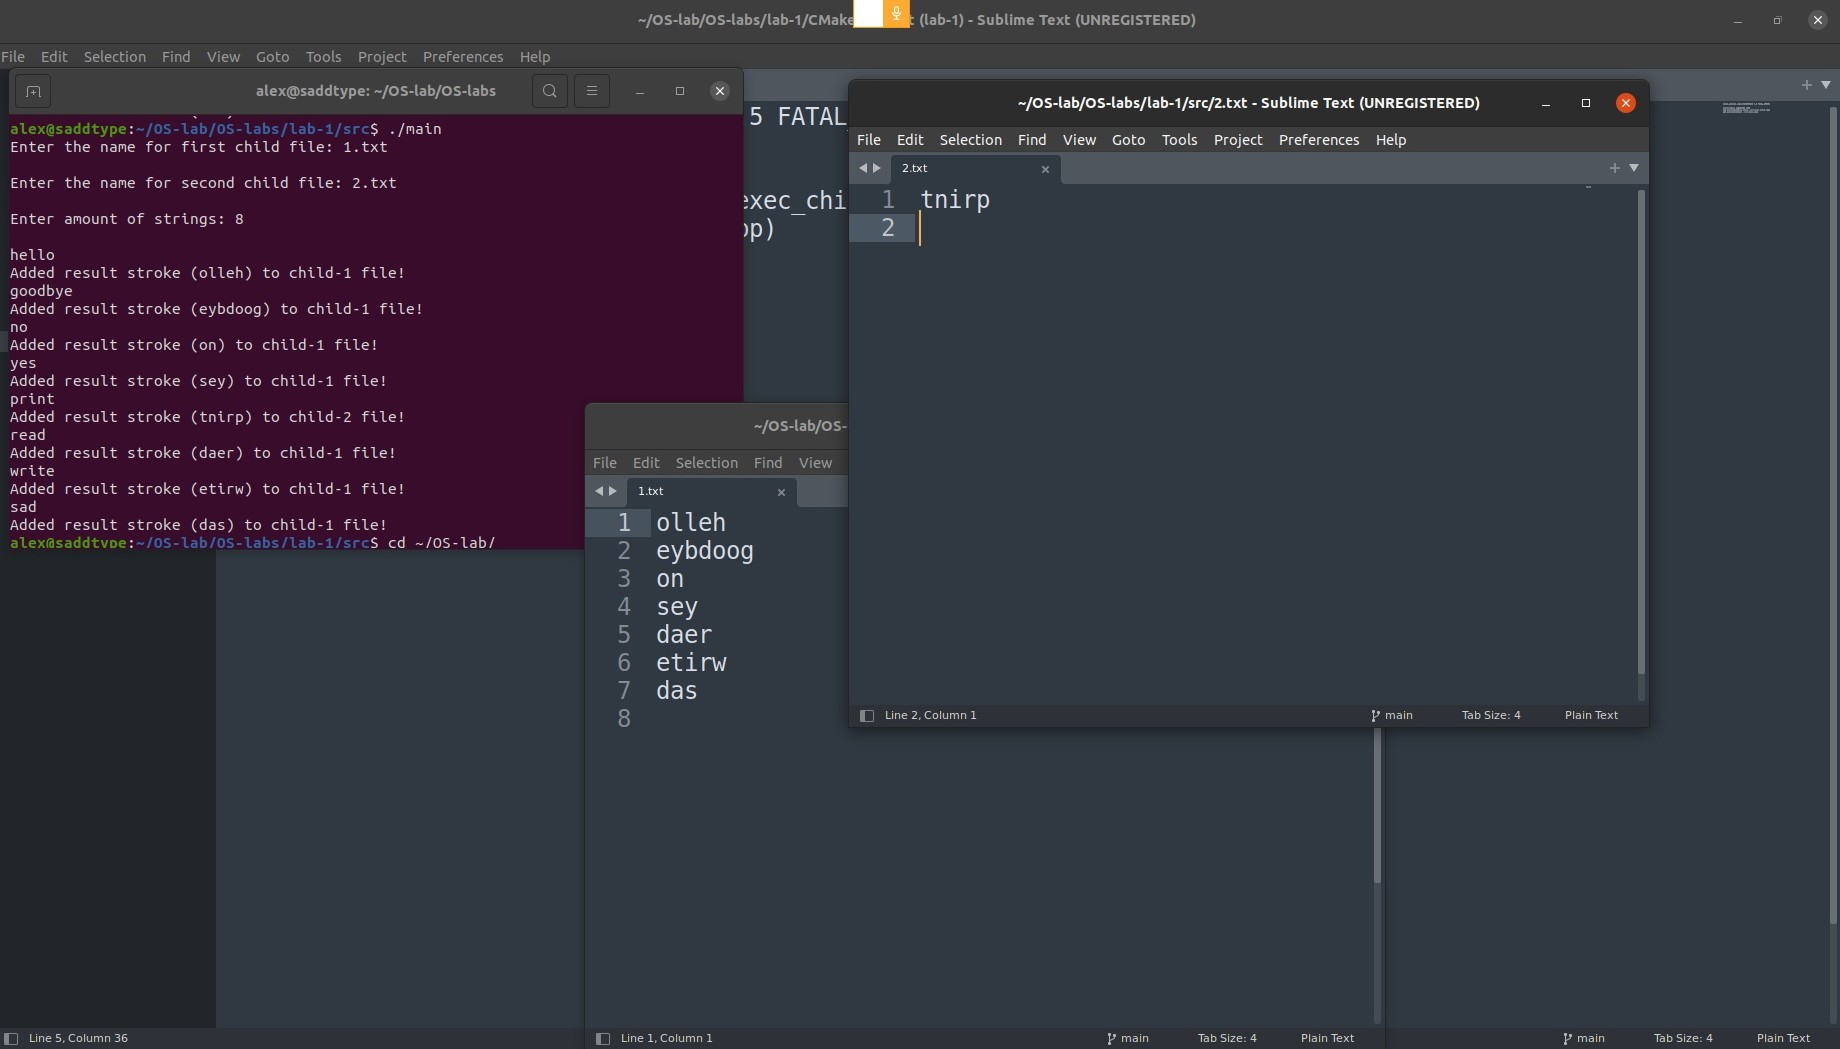 ~/OS-lab/OS-labs/lab-1/CMake (lab-1) - Sublime Text (UNREGISTERED)
File Edit Selection Find View Goto Tools Project Preferences Help
alex@saddtype: ~/OS-lab/OS-labs
alex@saddtype:~/OS-lab/OS-labs/lab-1/src$ ./main
Enter the name for first child file: 1.txt
Enter the name for second child file: 2.txt
Enter amount of strings: 8
hello
Added result stroke (olleh) to child-1 file!
goodbye
Added result stroke (eybdoog) to child-1 file!
no
Added result stroke (on) to child-1 file!
yes
Added result stroke (sey) to child-1 file!
print
Added result stroke (tnirp) to child-2 file!
read
Added result stroke (daer) to child-1 file!
write
Added result stroke (etirw) to child-1 file!
sad
Added result stroke (das) to child-1 file!
alex@saddtype:~/OS-lab/OS-labs/lab-1/src$ cd ~/OS-lab/
5 FATAL
exec_chi
op)
~/OS-lab/OS-labs/lab-1/src/2.txt - Sublime Text (UNREGISTERED)
File Edit Selection Find View Goto Tools Project Preferences Help
2.txt
1 tnirp
2
Line 2, Column 1 main Tab Size: 4 Plain Text
~/OS-lab/OS-
File Edit Selection Find View
1.txt
1 olleh
2 eybdoog
3 on
4 sey
5 daer
6 etirw
7 das
8
Line 1, Column 1 main Tab Size: 4 Plain Text
Line 5, Column 36 main Tab Size: 4 Plain Text